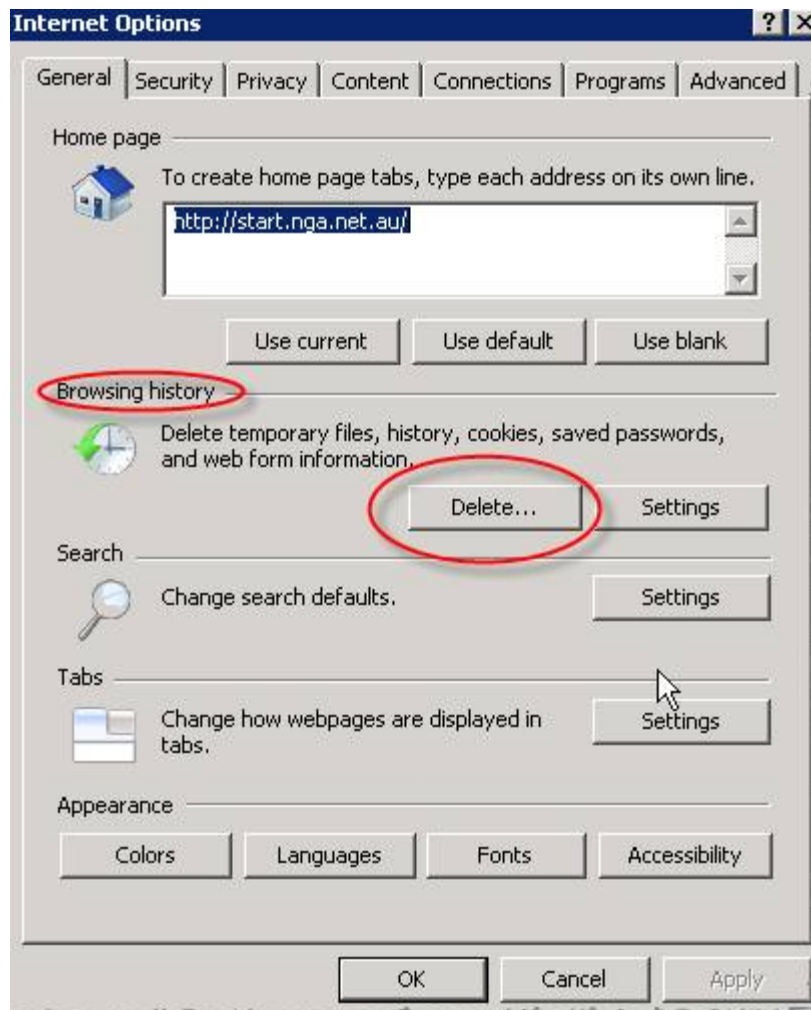 Internet Options
General Security Privacy Content Connections Programs Advanced
Home page
To create home page tabs, type each address on its own line.
http://start.nga.net.au/
Use current Use default Use blank
Browsing history
Delete temporary files, history, cookies, saved passwords,
and web form information.
Delete... Settings
Search
Change search defaults. Settings
Tabs
Change how webpages are displayed in
tabs.
Settings
Appearance
Colors Languages Fonts Accessibility
OK Cancel Apply